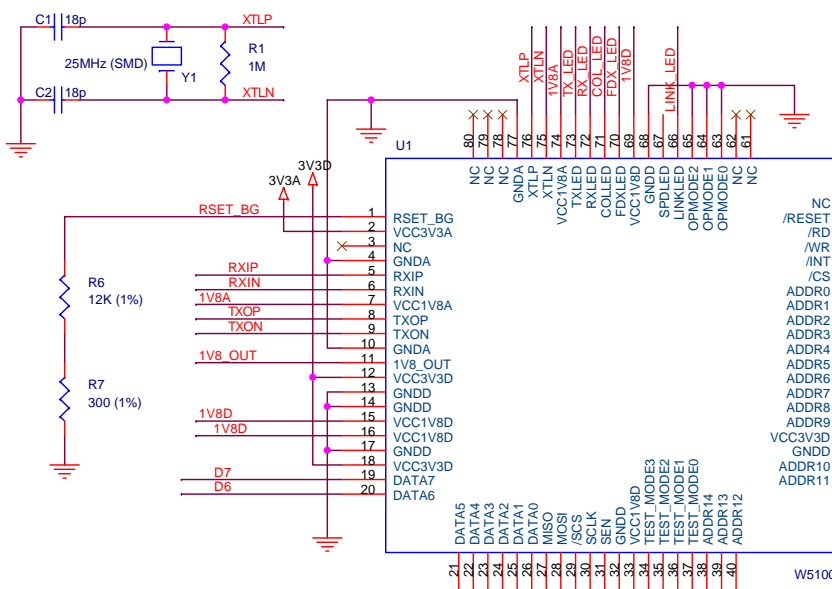 C1 18p
XTLP
25MHz (SMD)
Y1
R1
1M
C2 18p
XTLN
XTLP
XTLN
1V8A
TX_LED
RX_LED
COL_LED
FDX_LED
1V8D
LINK_LED
U1
80 79 78 77 76 75 74 73 72 71 70 69 68 67 66 65 64 63 62 61
NC
NC
NC
GNDA
XTLP
XTLN
VCC1V8A
TXLED
RXLED
COLLED
FDXLED
VCC1V8D
GNDD
SPDLED
LINKLED
OPMODE2
OPMODE1
OPMODE0
NC
NC
3V3A
3V3D
RSET_BG
R6
12K (1%)
R7
300 (1%)
RXIP
RXIN
1V8A
TXOP
TXON
1V8_OUT
1V8D
1V8D
D7
D6
1 RSET_BG
2 VCC3V3A
3 NC
4 GNDA
5 RXIP
6 RXIN
7 VCC1V8A
8 TXOP
9 TXON
10 GNDA
11 1V8_OUT
12 VCC3V3D
13 GNDD
14 GNDD
15 VCC1V8D
16 VCC1V8D
17 GNDD
18 VCC3V3D
19 DATA7
20 DATA6
NC
/RESET
/RD
/WR
/INT
/CS
ADDR0
ADDR1
ADDR2
ADDR3
ADDR4
ADDR5
ADDR6
ADDR7
ADDR8
ADDR9
VCC3V3D
GNDD
ADDR10
ADDR11
DATA5
DATA4
DATA3
DATA2
DATA1
DATA0
MISO
MOSI
/SCS
SCLK
SEN
GNDD
VCC1V8D
TEST_MODE3
TEST_MODE2
TEST_MODE1
TEST_MODE0
ADDR14
ADDR13
ADDR12
21 22 23 24 25 26 27 28 29 30 31 32 33 34 35 36 37 38 39 40
W5100